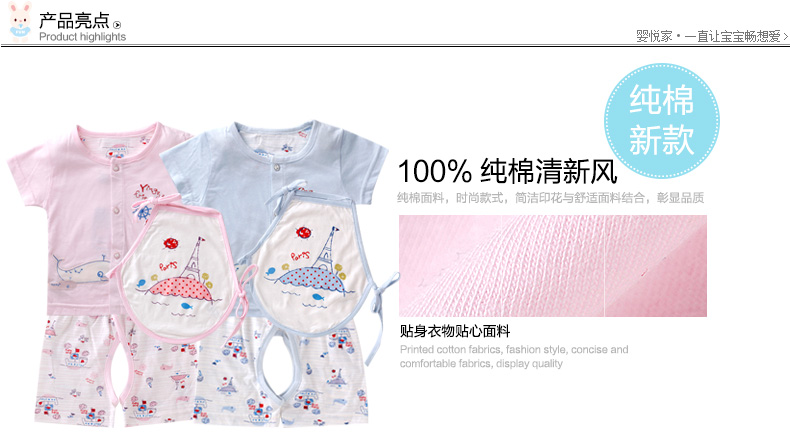 产品亮点
Product highlights
婴悦家·一直让宝宝畅想爱>
纯棉
新款
100% 纯棉清新风
纯棉面料，时尚款式，简洁印花与舒适面料结合，彰显品质
Paris
Paris
贴身衣物贴心面料
Printed cotton fabrics, fashion style, concise and
comfortable fabrics, display quality